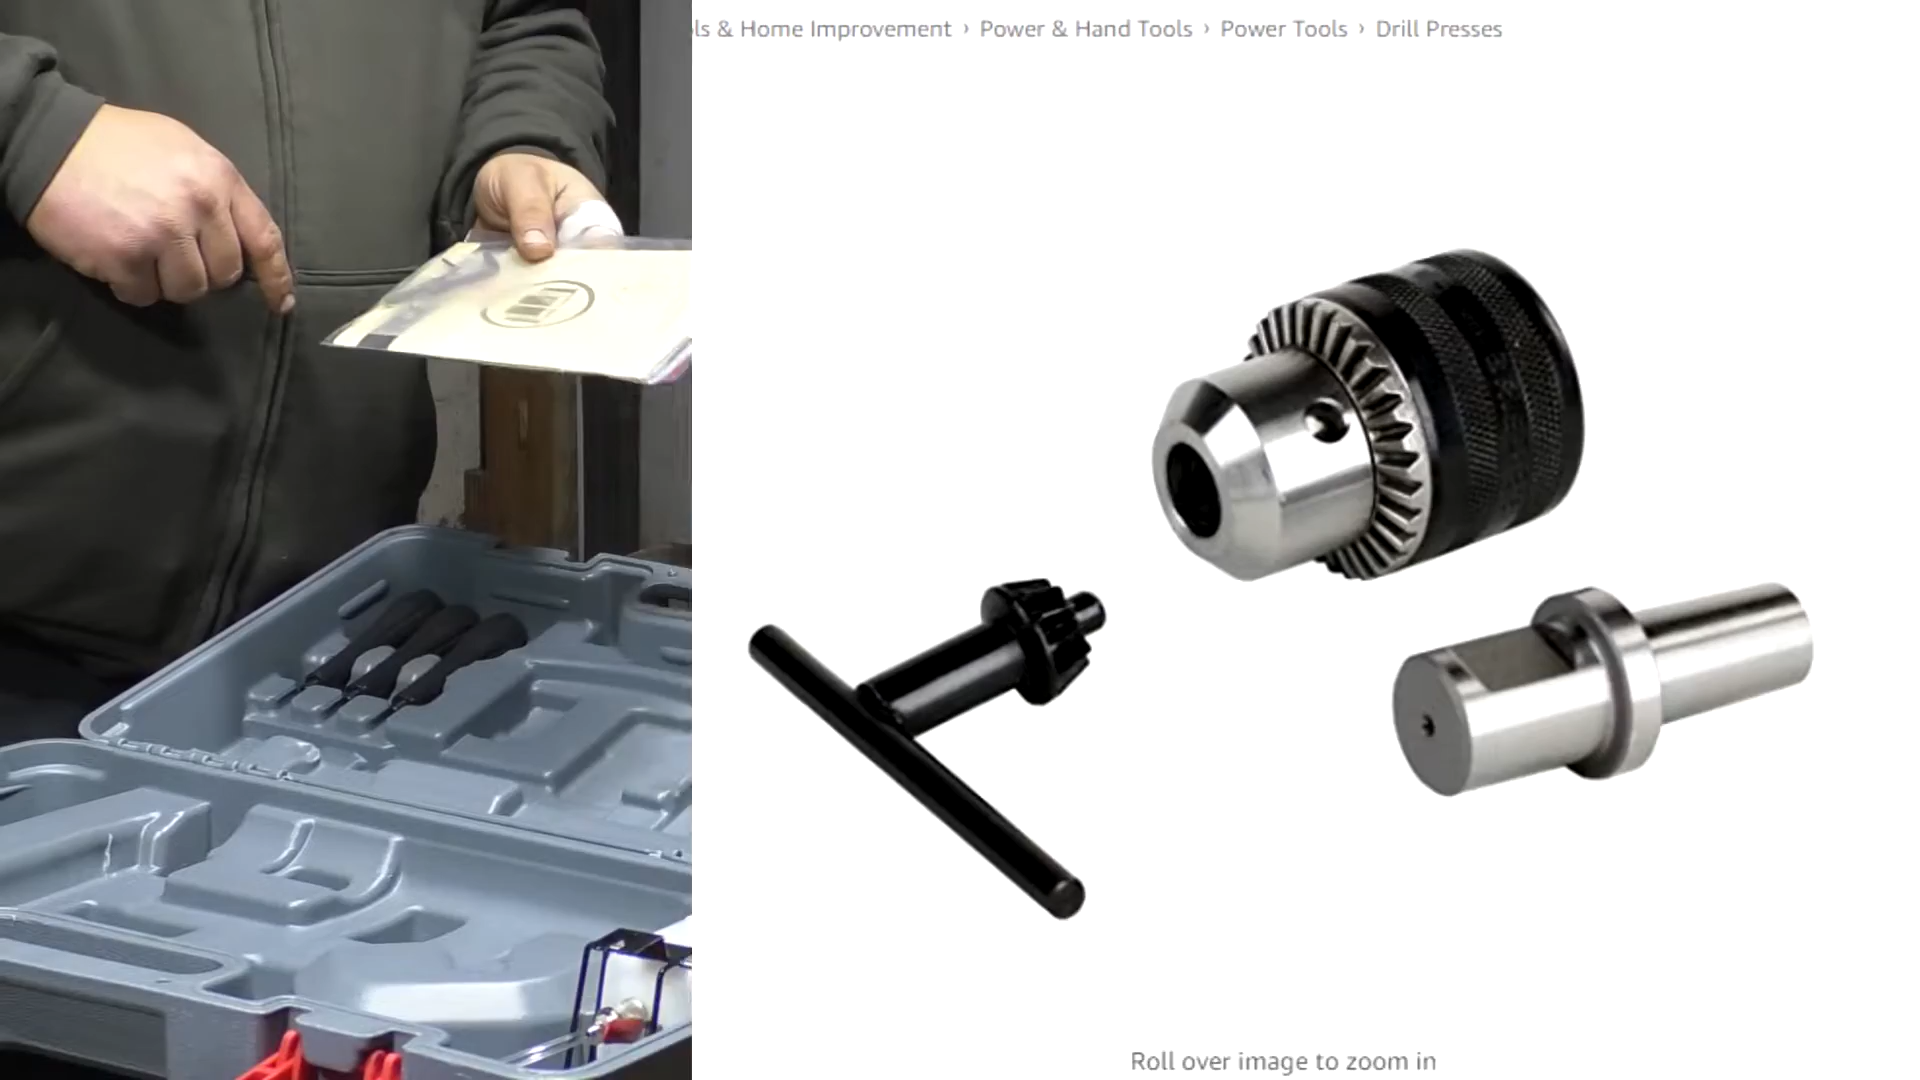 ls & Home Improvement › Power & Hand Tools › Power Tools › Drill Presses
Roll over image to zoom in